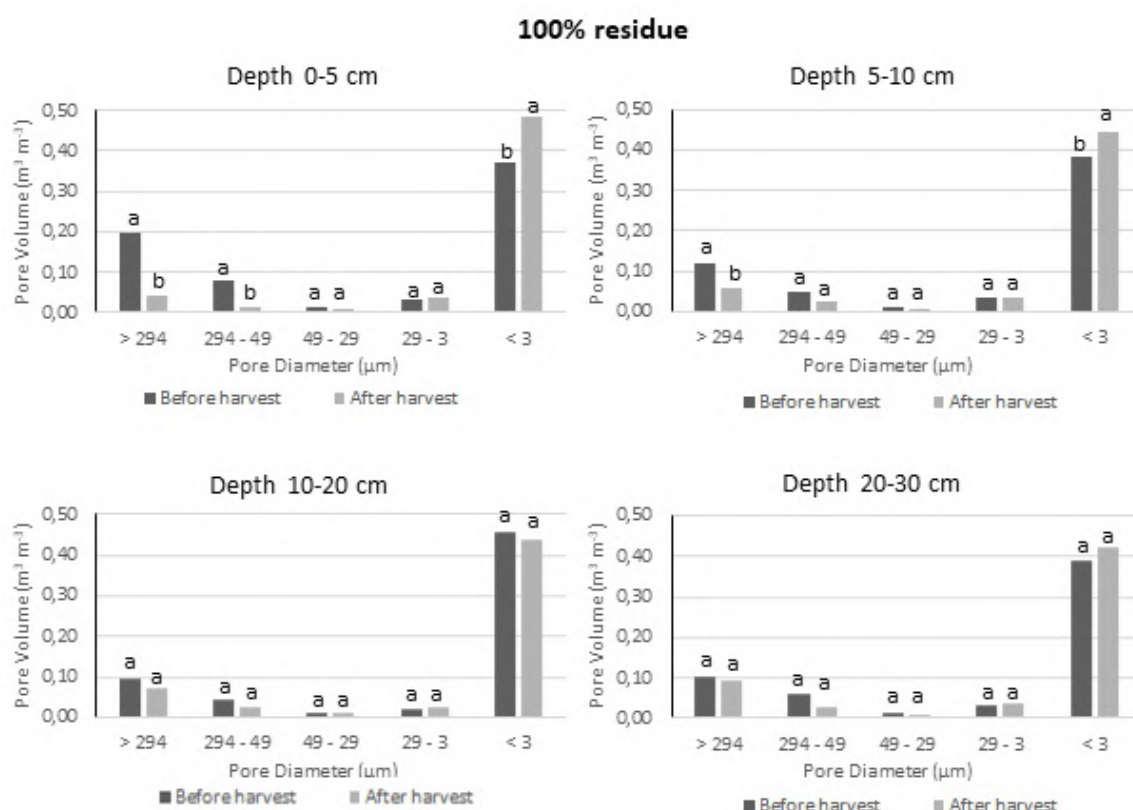 100% residue
Depth 0-5 cm
Pore Volume (m³ m⁻³)
0,50
0,40
0,30
0,20
0,10
0,00
a
b
a
b
a a
a a
b
a
> 294
294 - 49
49 - 29
29 - 3
< 3
Pore Diameter (µm)
Before harvest
After harvest
Depth 5-10 cm
Pore Volume (m³ m⁻³)
0,50
0,40
0,30
0,20
0,10
0,00
a
b
a
a
a a
a a
b
a
> 294
294 - 49
49 - 29
29 - 3
< 3
Pore Diameter (µm)
Before harvest
After harvest
Depth 10-20 cm
Pore Volume (m³ m⁻³)
0,50
0,40
0,30
0,20
0,10
0,00
a
a
a a
a a
a a
a
a
> 294
294 - 49
49 - 29
29 - 3
< 3
Pore Diameter (µm)
Before harvest
After harvest
Depth 20-30 cm
Pore Volume (m³ m⁻³)
0,50
0,40
0,30
0,20
0,10
0,00
a
a
a
a
a a
a a
a
a
> 294
294 - 49
49 - 29
29 - 3
< 3
Pore Diameter (µm)
Before harvest
After harvest